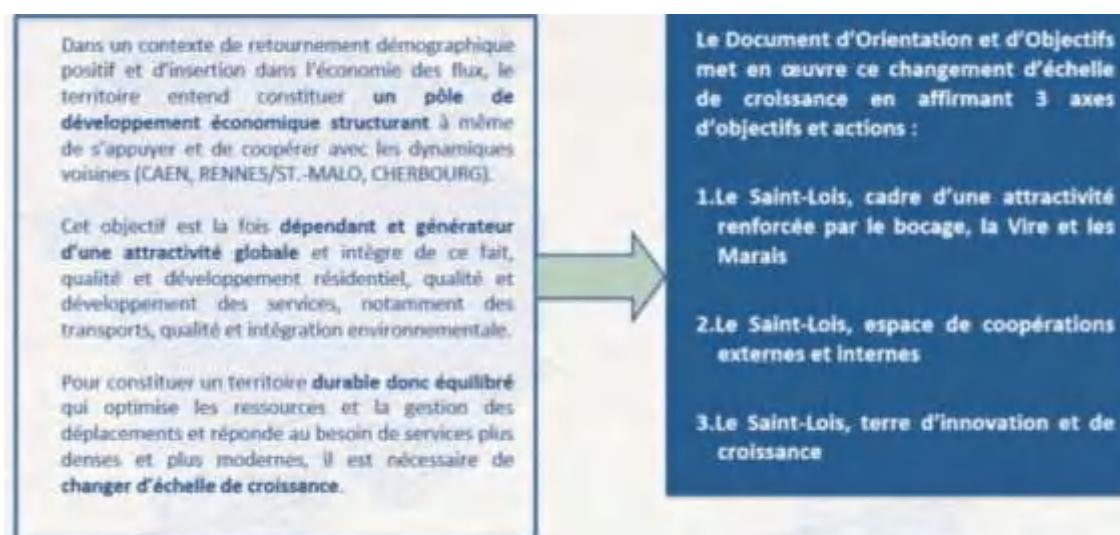 Dans un contexte de retournement démographique
positif et d'insertion dans l'économie des flux, le
territoire entend constituer un pôle de
développement économique structurant à même
de s'appuyer et de coopérer avec les dynamiques
voisines (CAEN, RENNES/ST.-MALO, CHERBOURG).
Cet objectif est la fois dépendant et générateur
d'une attractivité globale et intègre de ce fait,
qualité et développement résidentiel, qualité et
développement des services, notamment des
transports, qualité et intégration environnementale.
Pour constituer un territoire durable donc équilibré
qui optimise les ressources et la gestion des
déplacements et réponde au besoin de services plus
denses et plus modernes, il est nécessaire de
changer d'échelle de croissance.
Le Document d'Orientation et d'Objectifs
met en œuvre ce changement d'échelle
de croissance en affirmant 3 axes
d'objectifs et actions :
1.Le Saint-Lois, cadre d'une attractivité
renforcée par le bocage, la Vire et les
Marais
2.Le Saint-Lois, espace de coopérations
externes et internes
3.Le Saint-Lois, terre d'innovation et de
croissance